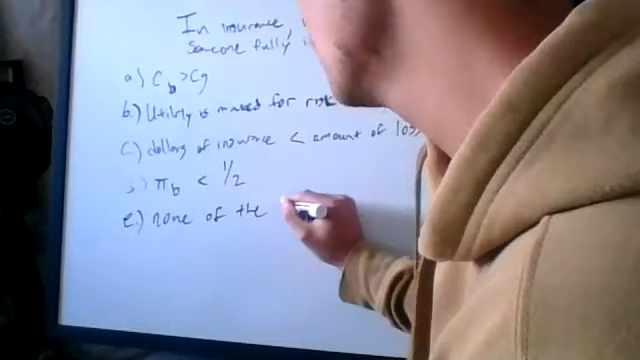 In insurance,
Someone fully
a.) C_b > C_g
b.) Utility is maxed for risk
c.) dollars of insurance < amount of loss
d.) π_b < 1/2
e.) none of the